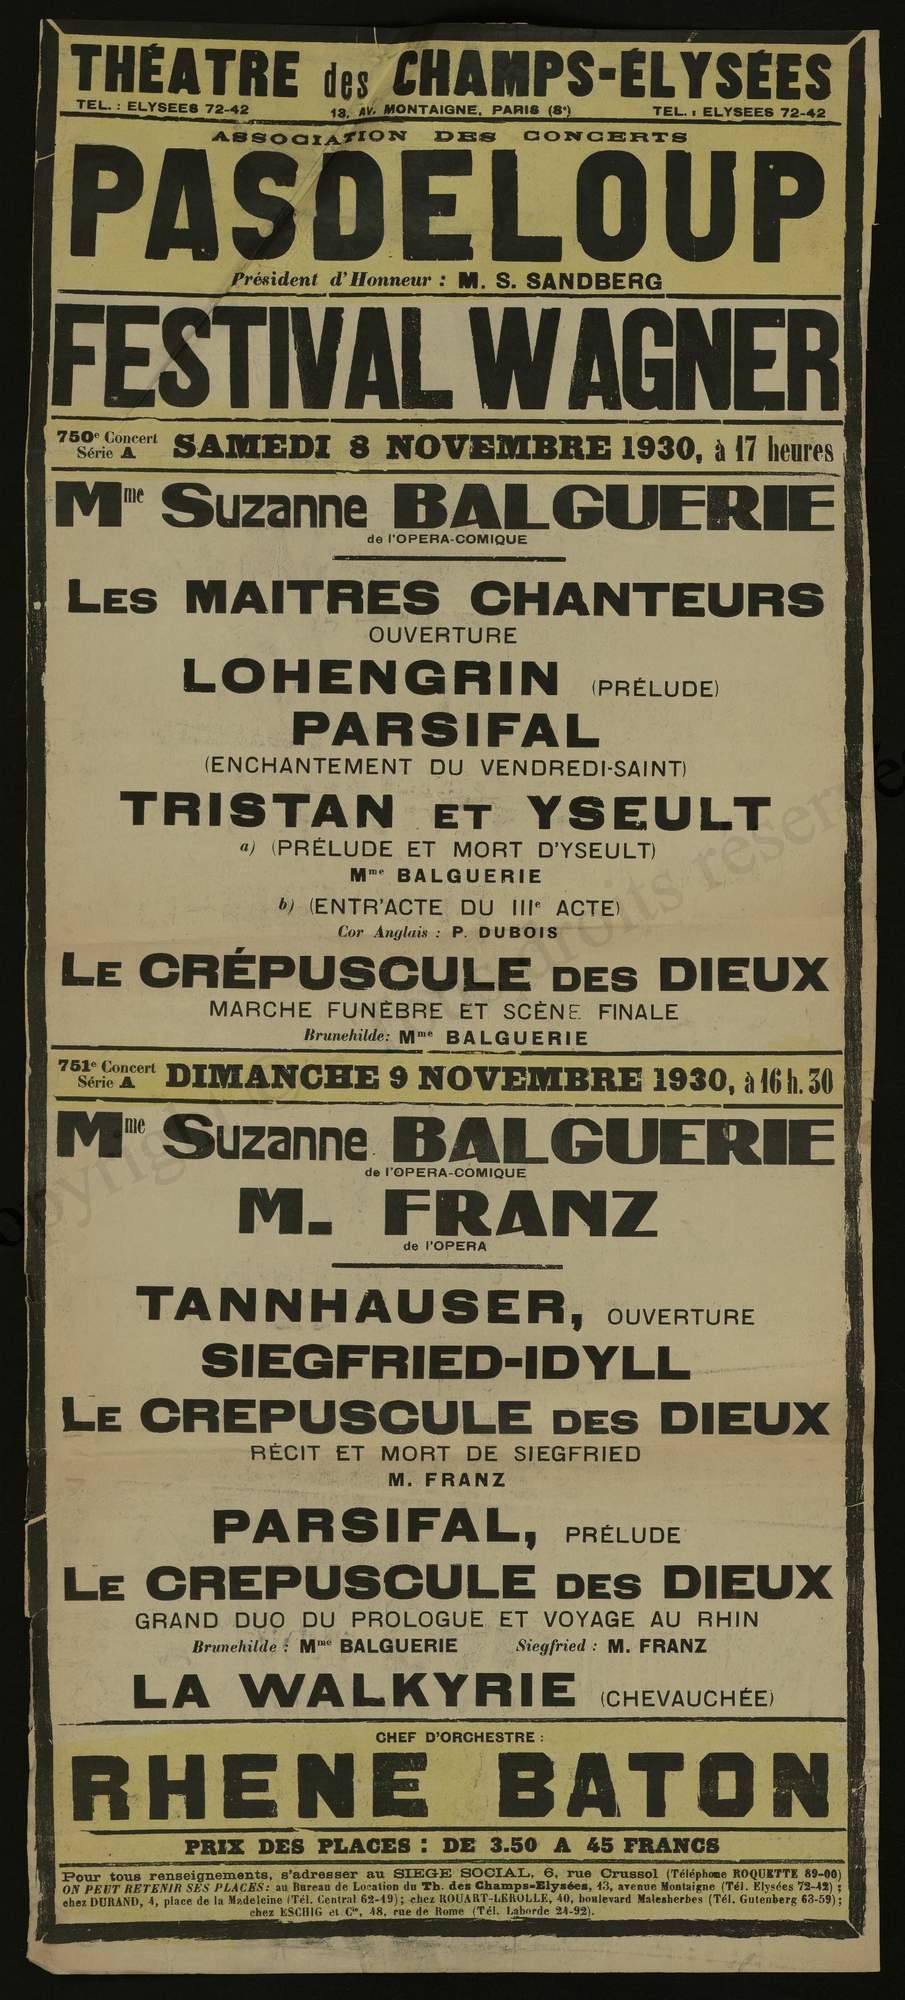 THÉATRE des CHAMPS-ÉLYSÉES
TEL. : ELYSEES 72-42 13, AV. MONTAIGNE, PARIS (8e) TEL. : ELYSEES 72-42
ASSOCIATION DES CONCERTS
PASDELOUP
Président d'Honneur : M. S. SANDBERG
FESTIVAL WAGNER
750e Concert Série A SAMEDI 8 NOVEMBRE 1930, à 17 heures
Mme Suzanne BALGUERIE
de l'OPERA-COMIQUE
LES MAITRES CHANTEURS
OUVERTURE
LOHENGRIN (PRÉLUDE)
PARSIFAL
(ENCHANTEMENT DU VENDREDI-SAINT)
TRISTAN ET YSEULT
a) (PRÉLUDE ET MORT D'YSEULT)
Mme BALGUERIE
b) (ENTR'ACTE DU IIIe ACTE)
Cor Anglais : P. DUBOIS
LE CRÉPUSCULE DES DIEUX
MARCHE FUNÈBRE ET SCÈNE FINALE
Brunehilde: Mme BALGUERIE
751e Concert Série A DIMANCHE 9 NOVEMBRE 1930, à 16 h. 30
Mme Suzanne BALGUERIE
de l'OPERA-COMIQUE
M. FRANZ
de l'OPERA
TANNHAUSER, OUVERTURE
SIEGFRIED-IDYLL
LE CREPUSCULE DES DIEUX
RÉCIT ET MORT DE SIEGFRIED
M. FRANZ
PARSIFAL, PRÉLUDE
LE CREPUSCULE DES DIEUX
GRAND DUO DU PROLOGUE ET VOYAGE AU RHIN
Brunehilde : Mme BALGUERIE Siegfried : M. FRANZ
LA WALKYRIE (CHEVAUCHÉE)
CHEF D'ORCHESTRE :
RHENE BATON
PRIX DES PLACES : DE 3.50 A 45 FRANCS
Pour tous renseignements, s'adresser au SIEGE SOCIAL, 6, rue Crussol (Téléphone ROQUETTE 89-00)
ON PEUT RETENIR SES PLACES: au Bureau de Location du Th. des Champs-Elysées, 13, avenue Montaigne (Tél. Elysées 72-42) ;
chez DURAND, 4, place de la Madeleine (Tél. Central 62-19) ; chez ROUART-LEROLLE, 40, boulevard Malesherbes (Tél. Gutenberg 63-59) ;
chez ESCHIG et Cie, 48, rue de Rome (Tél. Laborde 24-92).